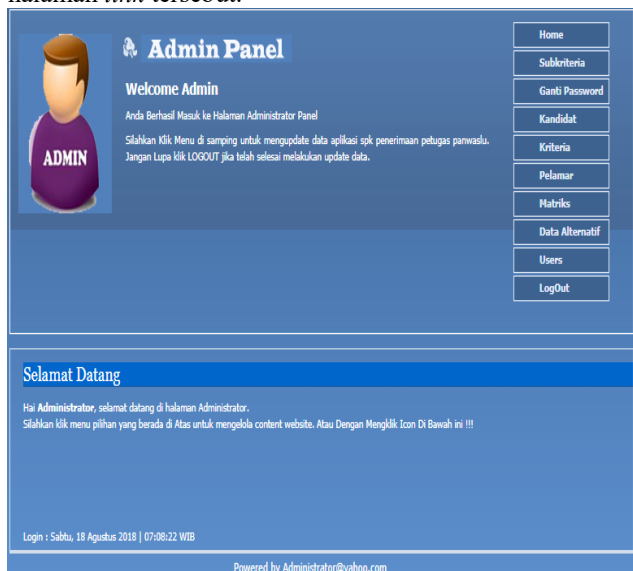 halaman link tersebut.
Admin Panel
Welcome Admin
Anda Berhasil Masuk ke Halaman Administrator Panel
Silahkan Klik Menu di samping untuk mengupdate data aplikasi spk penerimaan petugas panwaslu.
Jangan Lupa klik LOGOUT jika telah selesai melakukan update data.
ADMIN
Home
Subkriteria
Ganti Password
Kandidat
Kriteria
Pelamar
Matriks
Data Alternatif
Users
LogOut
Selamat Datang
Hai Administrator, selamat datang di halaman Administrator.
Silahkan klik menu pilihan yang berada di Atas untuk mengelola content website. Atau Dengan Mengklik Icon Di Bawah ini !!!
Login : Sabtu, 18 Agustus 2018 | 07:08:22 WIB
Powered by Administrator@yahoo.com